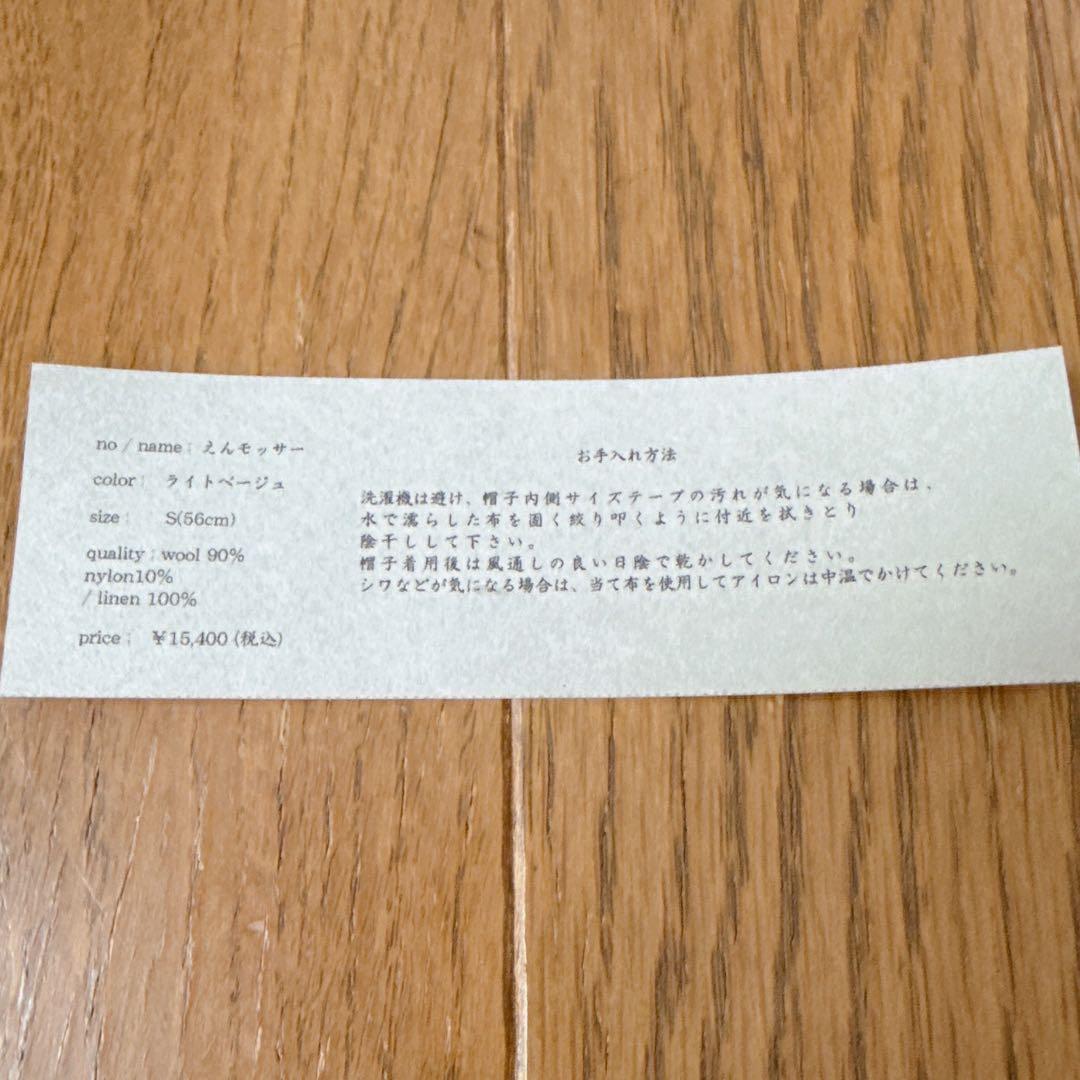 no / name : えんモッサー
color : ライトベージュ
size : S(56cm)
quality : wool 90%
nylon10%
/ linen 100%
price : ¥15,400 (税込)
お手入れ方法
洗濯機は避け、帽子内側サイズテープの汚れが気になる場合は、
水で濡らした布を固く絞り叩くように付近を拭きとり
陰干しして下さい。
帽子着用後は風通しの良い日陰で乾かしてください。
シワなどが気になる場合は、当て布を使用してアイロンは中温でかけてください。